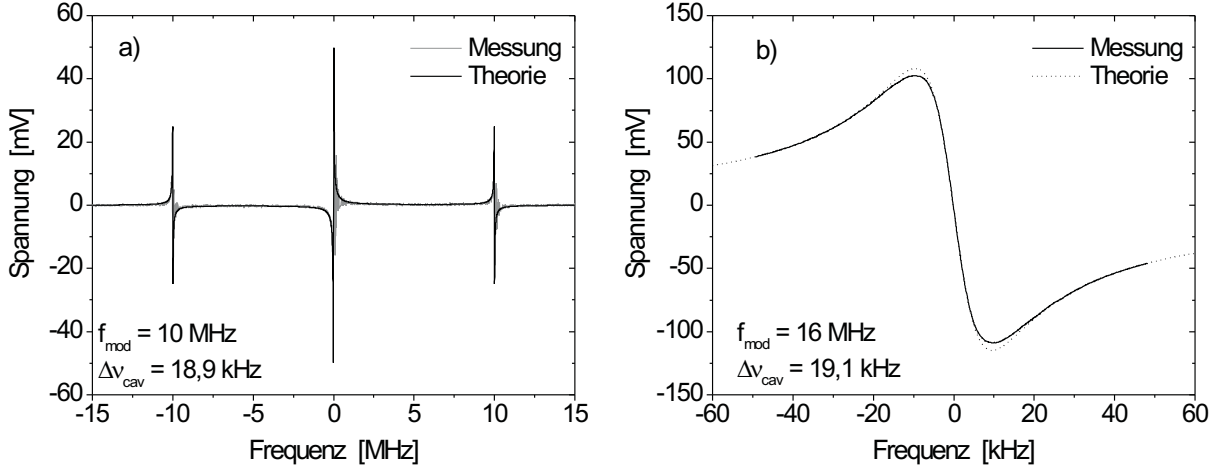 a)
Messung
Theorie
60
40
20
0
-20
-40
-60
Spannung [mV]
f_mod = 10 MHz
Δν_cav = 18,9 kHz
-15 -10 -5 0 5 10 15
Frequenz [MHz]
b)
Messung
Theorie
150
100
50
0
-50
-100
-150
Spannung [mV]
f_mod = 16 MHz
Δν_cav = 19,1 kHz
-60 -40 -20 0 20 40 60
Frequenz [kHz]